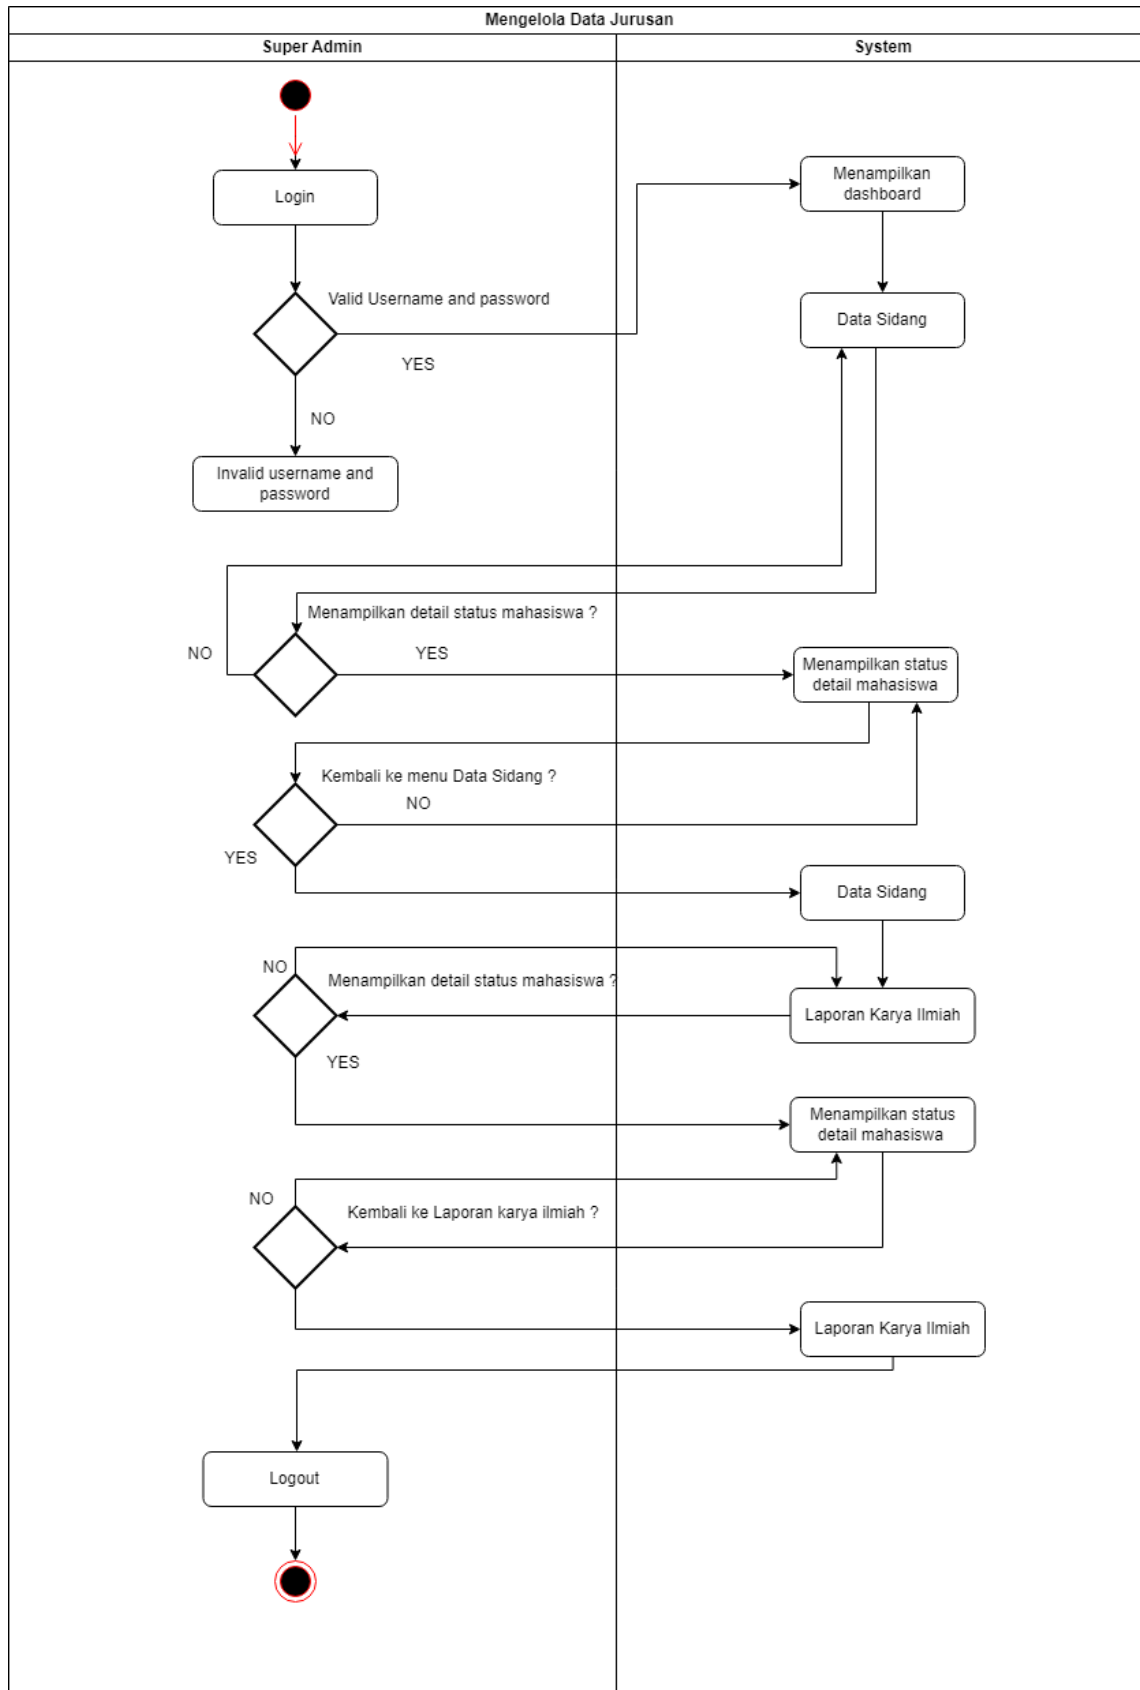 Mengelola Data Jurusan
Super Admin
System
Login
Menampilkan
dashboard
Valid Username and password
YES
Data Sidang
NO
Invalid username and
password
Menampilkan detail status mahasiswa ?
NO
YES
Menampilkan status
detail mahasiswa
Kembali ke menu Data Sidang ?
NO
YES
Data Sidang
NO
Menampilkan detail status mahasiswa ?
Laporan Karya Ilmiah
YES
Menampilkan status
detail mahasiswa
NO
Kembali ke Laporan karya ilmiah ?
Laporan Karya Ilmiah
Logout